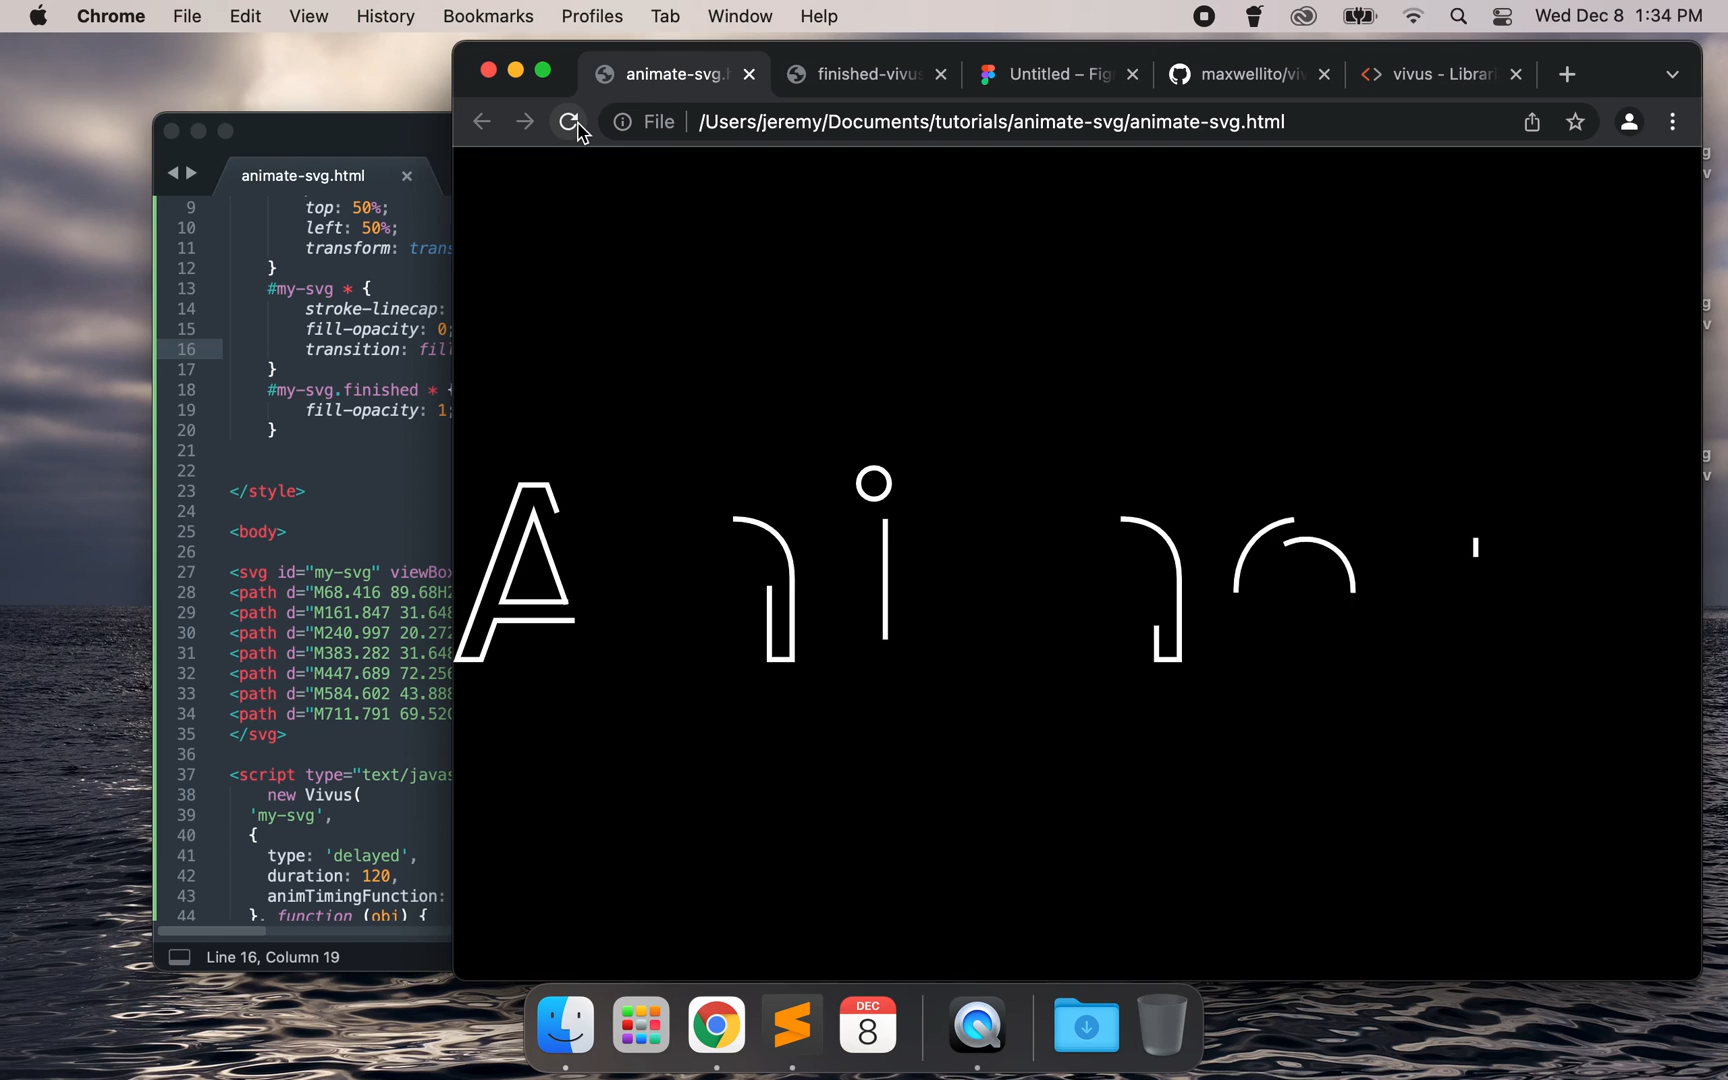 Chrome File Edit View History Bookmarks Profiles Tab Window Help Wed Dec 8 1:34 PM
animate-svg.h finished-vivus Untitled – Fig maxwellito/viv vivus - Librari
File /Users/jeremy/Documents/tutorials/animate-svg/animate-svg.html
animate-svg.html
9 top: 50%;
10 left: 50%;
11 transform: trans
12 }
13 #my-svg * {
14 stroke-linecap:
15 fill-opacity: 0;
16 transition: fil
17 }
18 #my-svg.finished * {
19 fill-opacity: 1;
20 }
21
22
23 </style>
24
25 <body>
26
27 <svg id="my-svg" viewBo
28 <path d="M68.416 89.68H
29 <path d="M161.847 31.648
30 <path d="M240.997 20.272
31 <path d="M383.282 31.648
32 <path d="M447.689 72.256
33 <path d="M584.602 43.888
34 <path d="M711.791 69.520
35 </svg>
36
37 <script type="text/javas
38 new Vivus(
39 'my-svg',
40 {
41 type: 'delayed',
42 duration: 120,
43 animTimingFunction:
44 }, function (obj) {
Line 16, Column 19
DEC
8